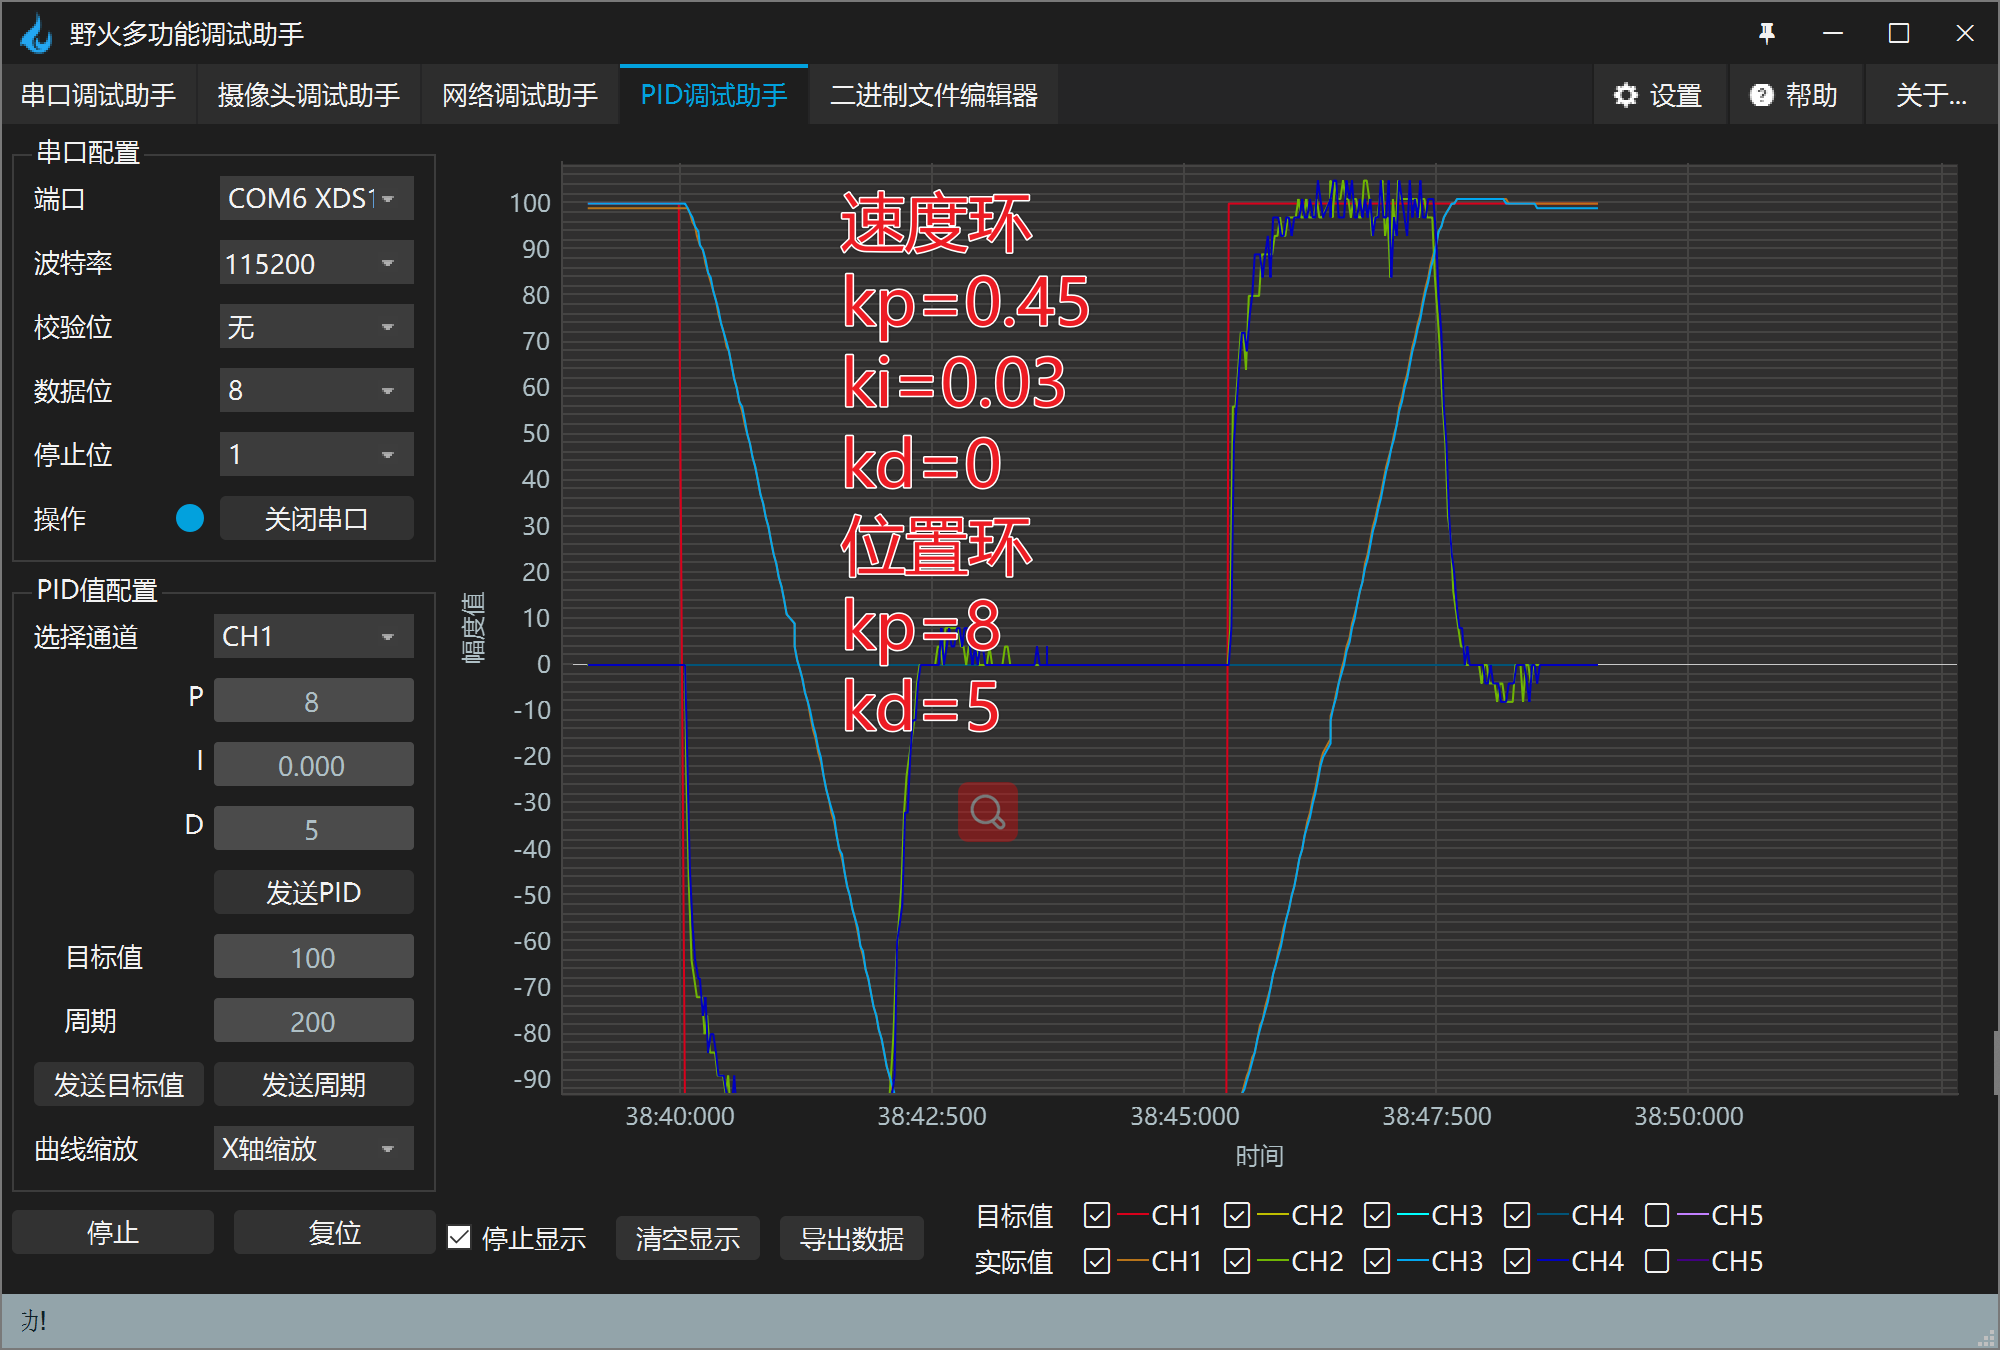 野火多功能调试助手
串口调试助手 摄像头调试助手 网络调试助手 PID调试助手 二进制文件编辑器 设置 帮助 关于...
串口配置
端口 COM6 XDS1
波特率 115200
校验位 无
数据位 8
停止位 1
操作 关闭串口
PID值配置
选择通道 CH1
P 8
I 0.000
D 5
发送PID
目标值 100
周期 200
发送目标值 发送周期
曲线缩放 X轴缩放
停止 复位
幅度值
100
90
80
70
60
50
40
30
20
10
0
-10
-20
-30
-40
-50
-60
-70
-80
-90
速度环
kp=0.45
ki=0.03
kd=0
位置环
kp=8
kd=5
38:40:000 38:42:500 38:45:000 38:47:500 38:50:000
时间
停止显示 清空显示 导出数据
目标值 CH1 CH2 CH3 CH4 CH5
实际值 CH1 CH2 CH3 CH4 CH5
功!